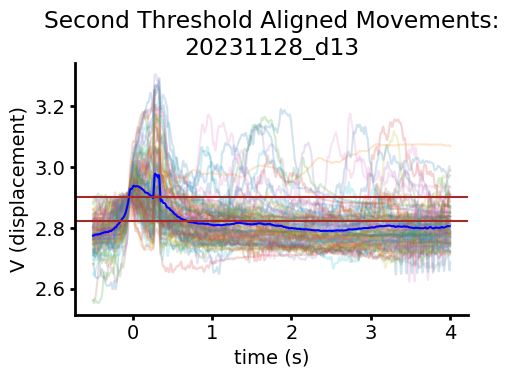 Second Threshold Aligned Movements:
20231128_d13
V (displacement)
3.2
3.0
2.8
2.6
0 1 2 3 4
time (s)